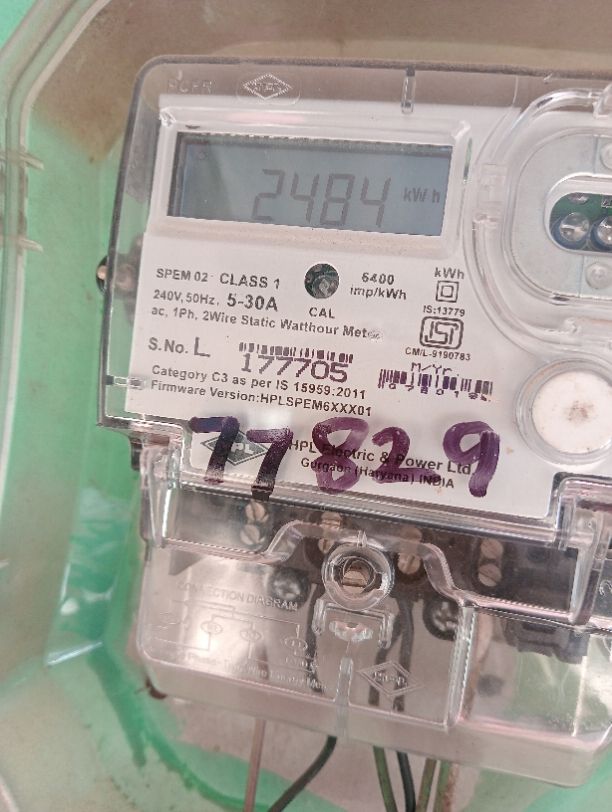 2484 kWh
SPEM 02 CLASS 1
6400
imp/kWh
kWh
240V, 50Hz, 5-30A
CAL
IS:13779
ac, 1Ph, 2Wire Static Watthour Meter
ISI
CM/L-9190783
S.No. L 177705
M/Yr.
Category C3 as per IS 15959:2011
Firmware Version:HPLSPEM6XXX01
77829
HPL
HPL Electric & Power Ltd
Gurgaon (Haryana) INDIA
CONNECTION DIAGRAM